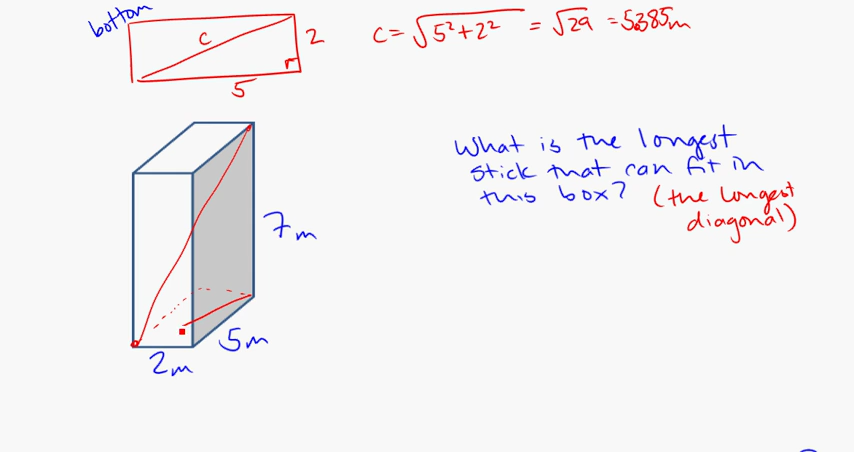 bottom
c
2
5
c = √5²+2² = √29 = 5.385m
What is the longest
stick that can fit in
this box? (the longest
diagonal)
7m
5m
2m